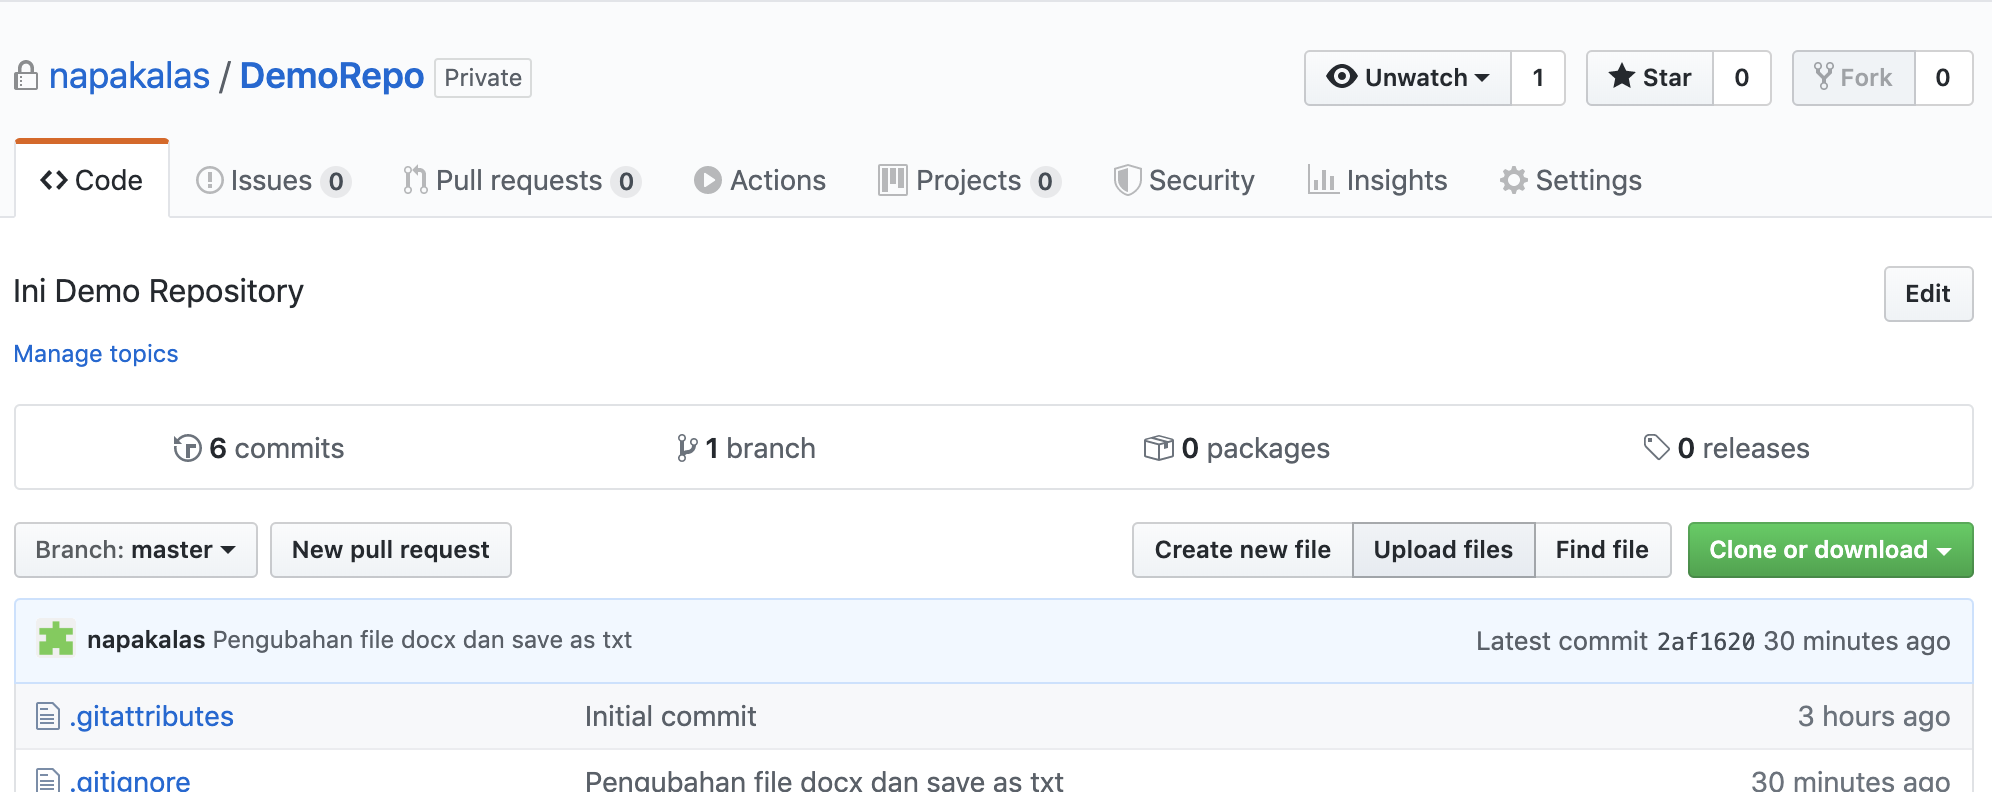 napakalas / DemoRepo Private Unwatch 1 Star 0 Fork 0
Code Issues 0 Pull requests 0 Actions Projects 0 Security Insights Settings
Ini Demo Repository Edit
Manage topics
6 commits 1 branch 0 packages 0 releases
Branch: master New pull request Create new file Upload files Find file Clone or download
napakalas Pengubahan file docx dan save as txt Latest commit 2af1620 30 minutes ago
.gitattributes Initial commit 3 hours ago
.gitignore Pengubahan file docx dan save as txt 30 minutes ago